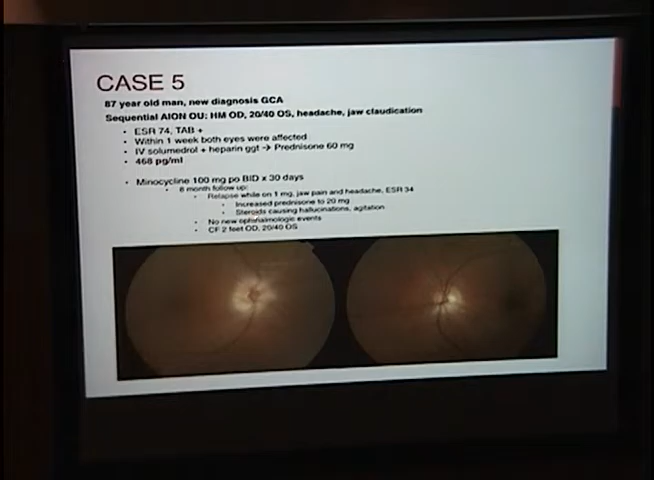 CASE 5
87 year old man, new diagnosis GCA
Sequential AION OU: HM OD, 20/40 OS, headache, jaw claudication
• ESR 74, TAB +
• Within 1 week both eyes were affected
• IV solumedrol + heparin ggt → Prednisone 60 mg
• 468 pg/ml
• Minocycline 100 mg po BID x 30 days
• 8 month follow up:
• Relapse while on 1 mg, jaw pain and headache, ESR 34
• Increased prednisone to 20 mg
• Steroids causing hallucinations, agitation
• No new ophthalmologic events
• CF 2 feet OD, 20/40 OS